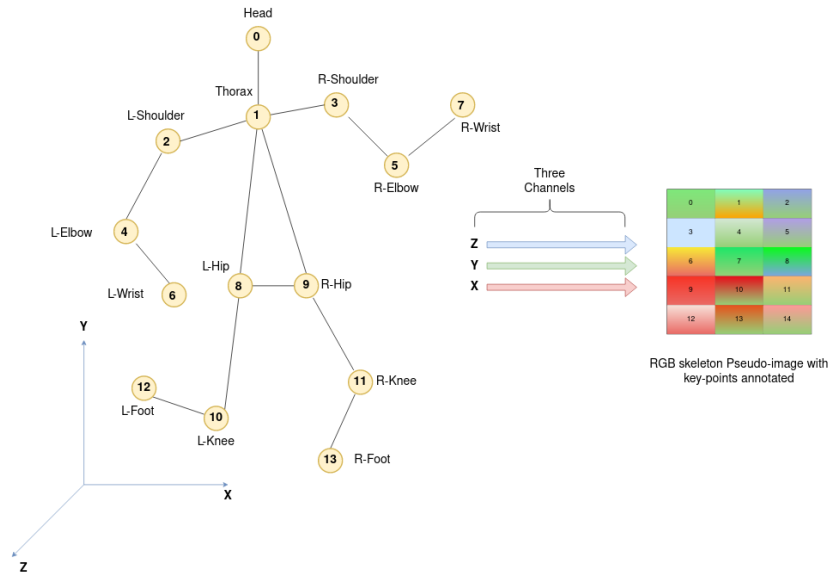 Head
0
R-Shoulder
Thorax
3
7
1
L-Shoulder
R-Wrist
2
5
R-Elbow
Three
Channels
L-Elbow
4
Z
Y
X
L-Hip
8
9
R-Hip
L-Wrist
6
Y
12
L-Foot
11
R-Knee
10
L-Knee
13
R-Foot
X
Z
0 1 2
3 4 5
6 7 8
9 10 11
12 13 14
RGB skeleton Pseudo-image with
key-points annotated